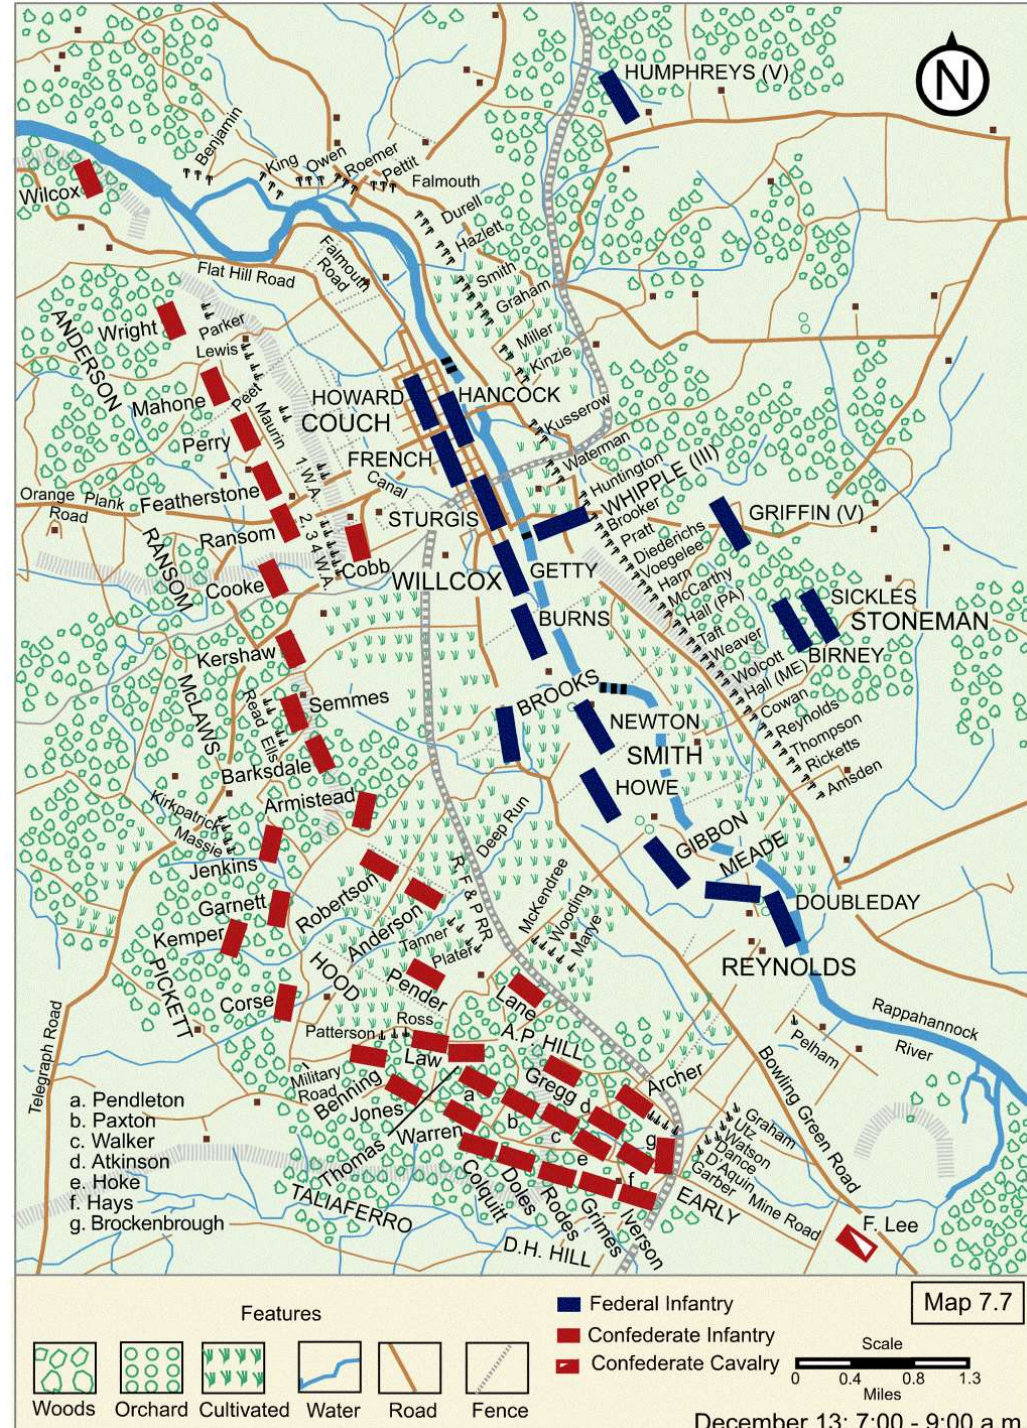 HUMPHREYS (V)
N
Benjamin
King
Owen
Roemer
Pettit
Falmouth
Wilcox
Durell
Hazlett
Flat Hill Road
Falmouth
Road
Smith
Graham
ANDERSON
Wright
Parker
Lewis
Miller
Kinzie
Mahone
Peet
HOWARD
HANCOCK
COUCH
Maurin
Kusserow
Perry
FRENCH
Waterman
1 W.A.
Canal
Huntington
WHIPPLE (III)
Orange Plank
Road
Featherstone
STURGIS
Brooker
GRIFFIN (V)
Pratt
Ransom
2, 3 4 W.A.
Diederichs
Voegelee
RANSOM
Cobb
WILLCOX
GETTY
Harn
McCarthy
Cooke
Hall (PA)
SICKLES
BURNS
STONEMAN
Taft
Weaver
BIRNEY
Kershaw
Wolcott
Hall (ME)
McLAWS
Semmes
BROOKS
Cowan
Read
Ells
NEWTON
Reynolds
SMITH
Thompson
Barksdale
Ricketts
HOWE
Amsden
Armistead
Kirkpatrick
Massie
Deep Run
GIBBON
MEADE
Jenkins
Robertson
R, F & P RR
McKendree
Garnett
Anderson
Wooding
DOUBLEDAY
Kemper
Tanner
Marye
Plater
REYNOLDS
PICKETT
HOOD
Pender
Lane
Corse
Rappahannock
River
Telegraph Road
Patterson
Ross
A.P. HILL
Pelham
Law
Military
Road
Benning
Gregg
Archer
Bowling Green Road
a
Jones
d
b
Warren
c
g
Graham
Utz
Watson
Dance
D'Aquin
Garber
Thomas
e
f
Mine Road
a. Pendleton
b. Paxton
c. Walker
d. Atkinson
e. Hoke
f. Hays
g. Brockenbrough
TALIAFERRO
Colquitt
Doles
Rodes
Grimes
Iverson
EARLY
F. Lee
D.H. HILL
Features
Woods
Orchard
Cultivated
Water
Road
Fence
Federal Infantry
Confederate Infantry
Confederate Cavalry
Map 7.7
Scale
0 0.4 0.8 1.3
Miles
December 13: 7:00 - 9:00 a.m